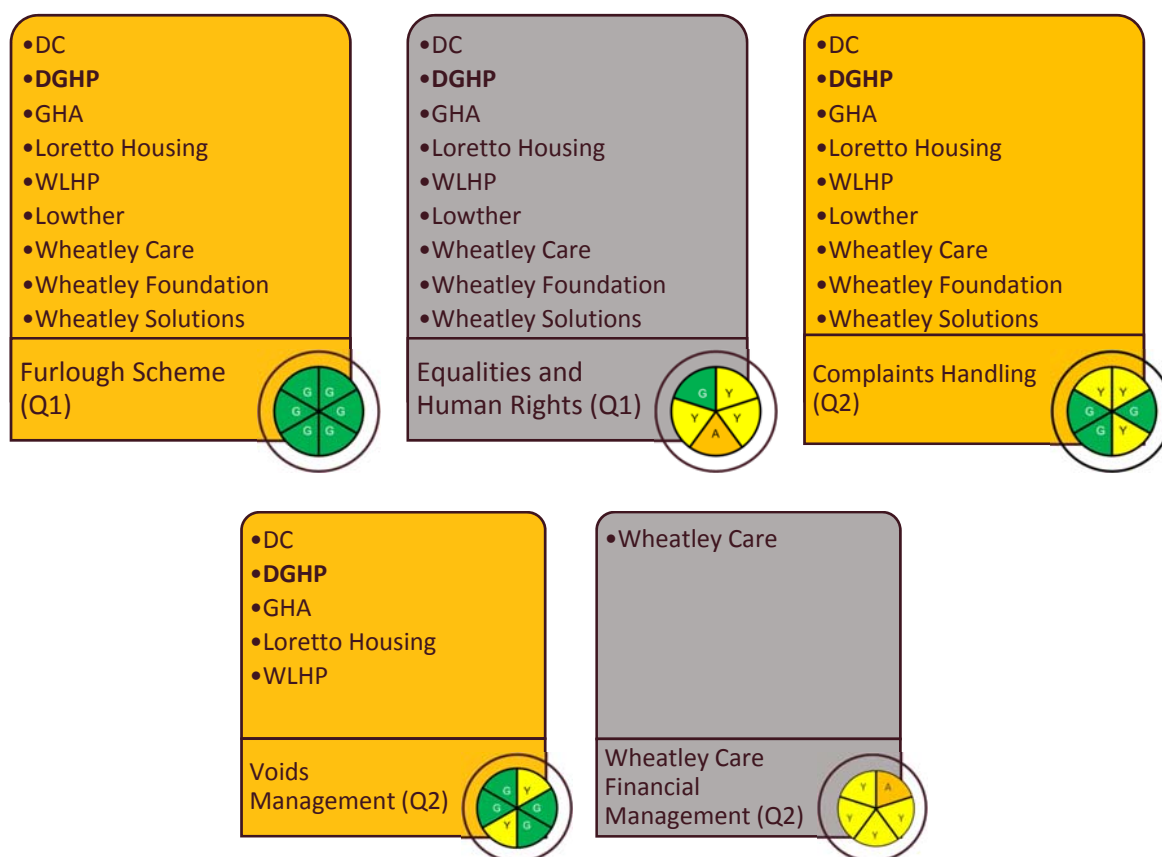 •DC
•DGHP
•GHA
•Loretto Housing
•WLHP
•Lowther
•Wheatley Care
•Wheatley Foundation
•Wheatley Solutions
Furlough Scheme
(Q1)
G G
G G
G G
•DC
•DGHP
•GHA
•Loretto Housing
•WLHP
•Lowther
•Wheatley Care
•Wheatley Foundation
•Wheatley Solutions
Equalities and
Human Rights (Q1)
G Y
Y Y
A
•DC
•DGHP
•GHA
•Loretto Housing
•WLHP
•Lowther
•Wheatley Care
•Wheatley Foundation
•Wheatley Solutions
Complaints Handling
(Q2)
Y Y
G G
G Y
•DC
•DGHP
•GHA
•Loretto Housing
•WLHP
Voids
Management (Q2)
G Y
G G
Y G
•Wheatley Care
Wheatley Care
Financial
Management (Q2)
Y A
Y Y
Y